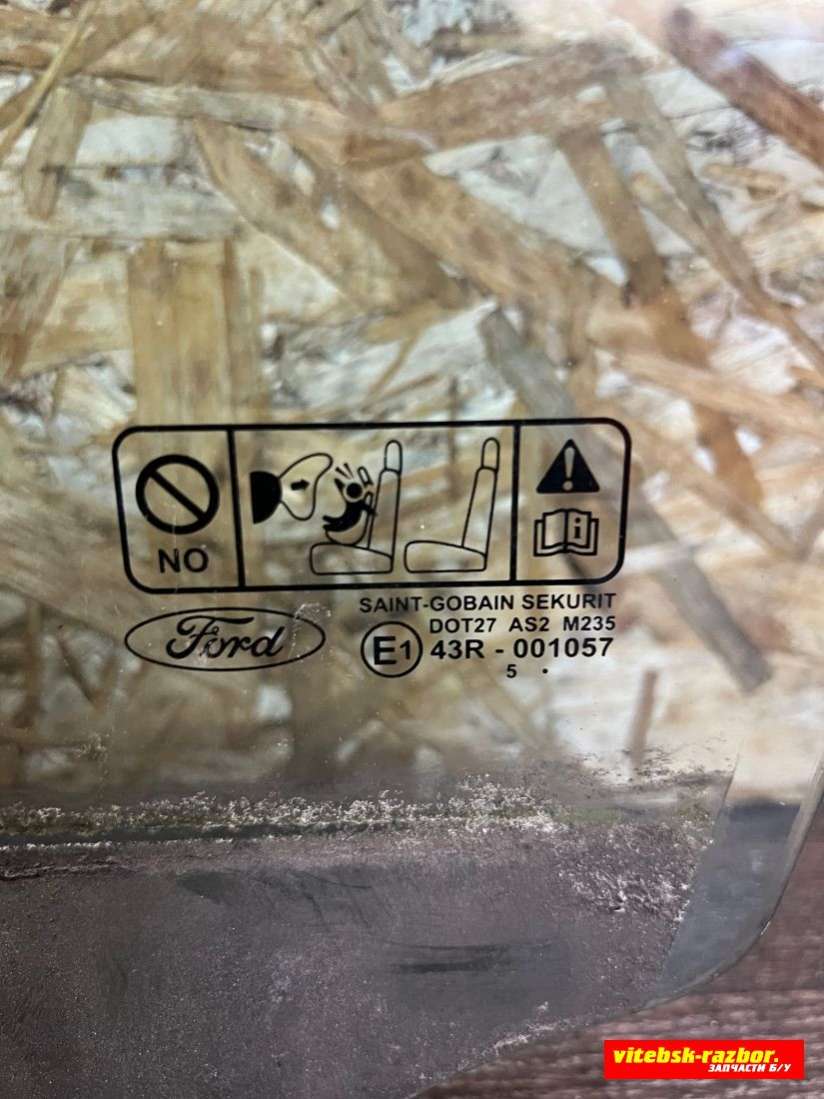 NO
Ford
SAINT-GOBAIN SEKURIT
DOT27 AS2 M235
E1 43R - 001057
5 .
vitebsk-razbor.
ЗАПЧАСТИ Б/У